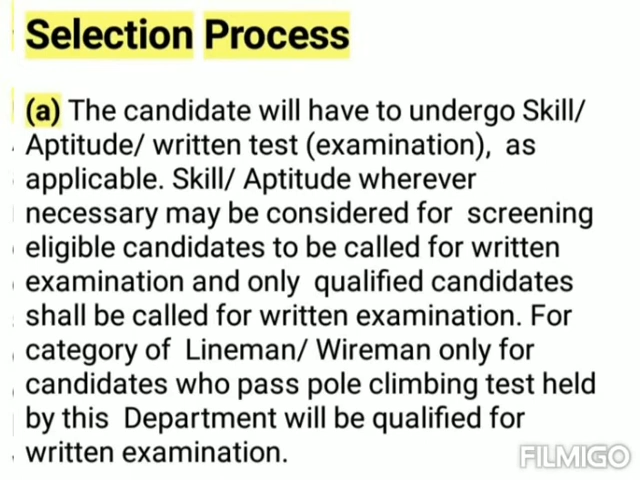 Selection Process
(a) The candidate will have to undergo Skill/
Aptitude/ written test (examination), as
applicable. Skill/ Aptitude wherever
necessary may be considered for screening
eligible candidates to be called for written
examination and only qualified candidates
shall be called for written examination. For
category of Lineman/ Wireman only for
candidates who pass pole climbing test held
by this Department will be qualified for
written examination.
FILMIGO